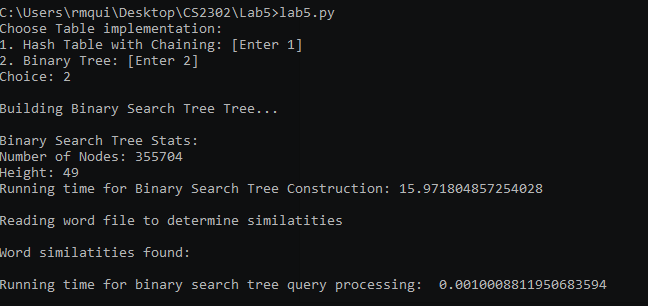 C:\Users\rmqui\Desktop\CS2302\Lab5>lab5.py
Choose Table implementation:
1. Hash Table with Chaining: [Enter 1]
2. Binary Tree: [Enter 2]
Choice: 2
Building Binary Search Tree Tree...
Binary Search Tree Stats:
Number of Nodes: 355704
Height: 49
Running time for Binary Search Tree Construction: 15.971804857254028
Reading word file to determine similatities
Word similatities found:
Running time for binary search tree query processing:  0.0010008811950683594